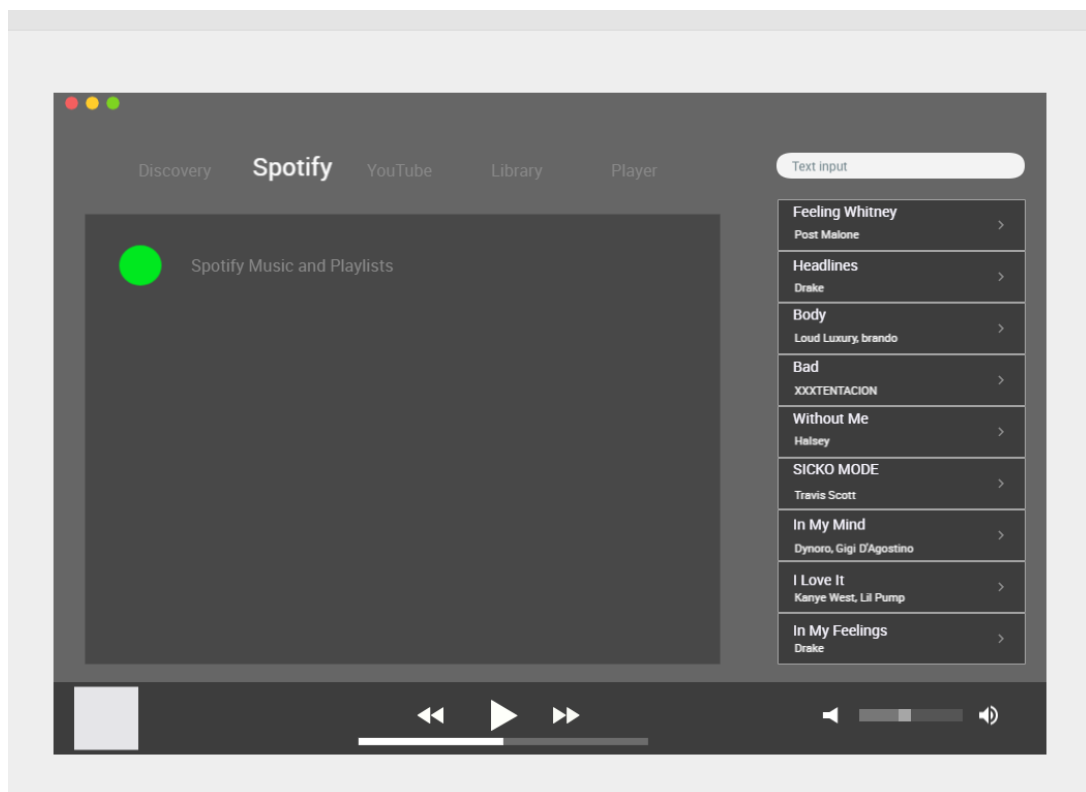 Discovery
Spotify
YouTube
Library
Player
Text input
Spotify Music and Playlists
Feeling Whitney
Post Malone
Headlines
Drake
Body
Loud Luxury, brando
Bad
XXXTENTACION
Without Me
Halsey
SICKO MODE
Travis Scott
In My Mind
Dynoro, Gigi D'Agostino
I Love It
Kanye West, Lil Pump
In My Feelings
Drake